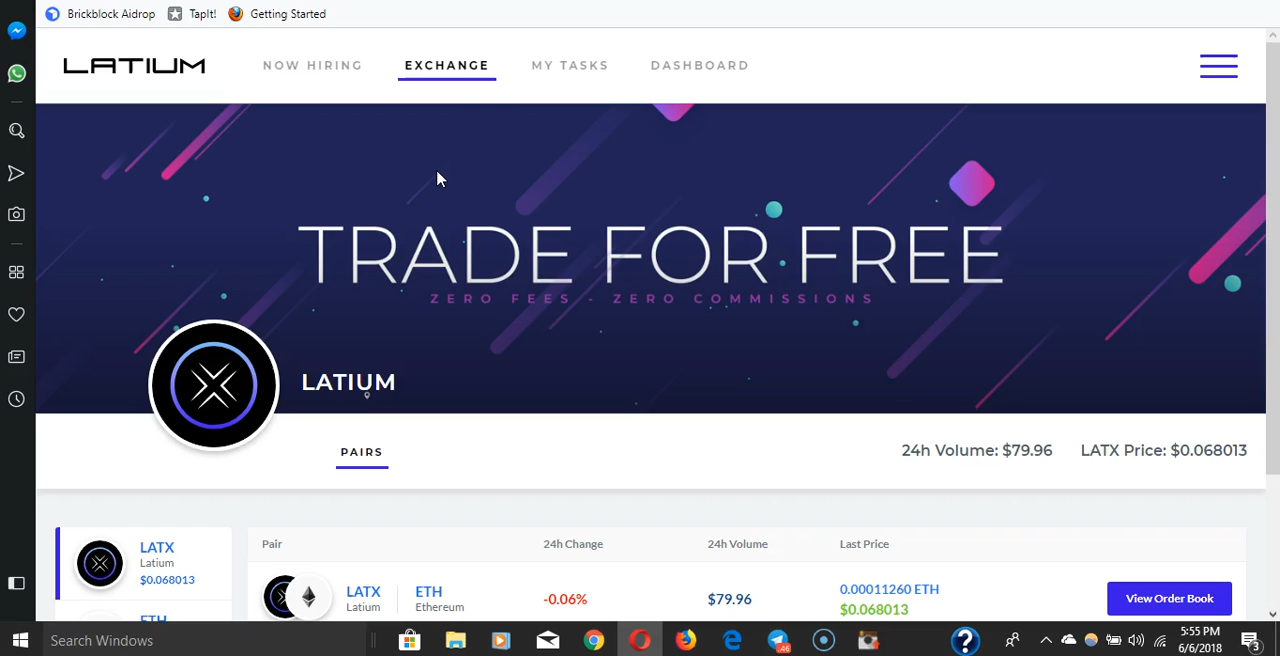 Brickblock Aidrop TapIt! Getting Started
LATIUM NOW HIRING EXCHANGE MY TASKS DASHBOARD
TRADE FOR FREE
ZERO FEES - ZERO COMMISSIONS
LATIUM
PAIRS 24h Volume: $79.96 LATX Price: $0.068013
LATX
Latium
$0.068013
ETH
Pair 24h Change 24h Volume Last Price
LATX ETH -0.06% $79.96 0.00011260 ETH View Order Book
Latium Ethereum $0.068013
Search Windows 46 5:55 PM
6/6/2018 3